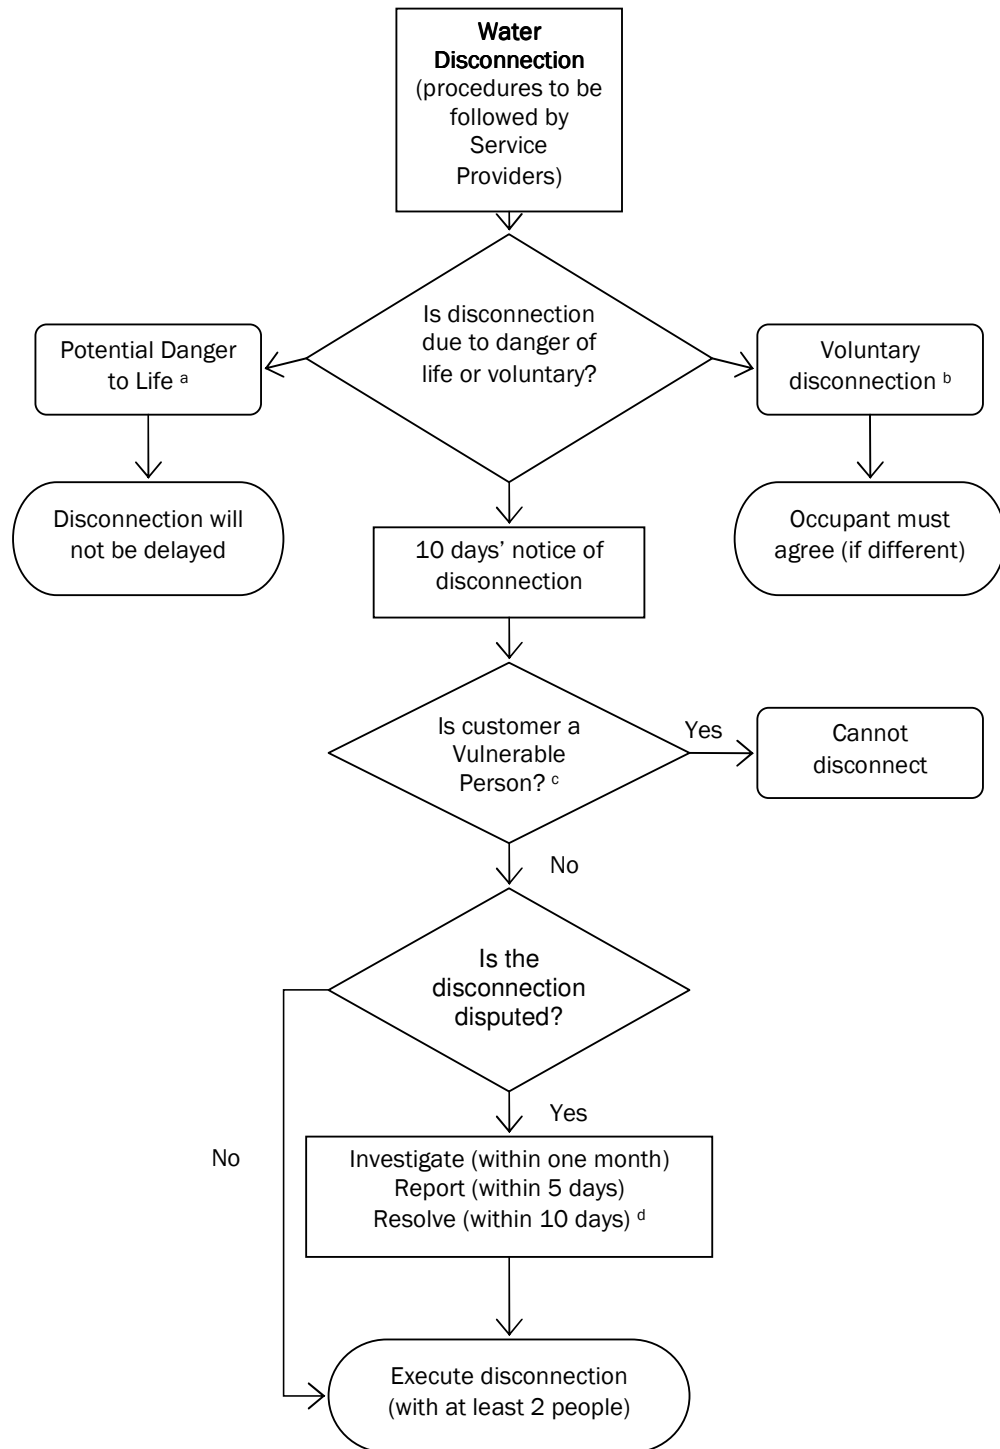 Water
Disconnection
(procedures to be
followed by
Service
Providers)
Is disconnection
due to danger of
life or voluntary?
Potential Danger
to Life ᵃ
Voluntary
disconnection ᵇ
Disconnection will
not be delayed
Occupant must
agree (if different)
10 days’ notice of
disconnection
Is customer a
Vulnerable
Person? ᶜ
Yes
Cannot
disconnect
No
Is the
disconnection
disputed?
Yes
No
Investigate (within one month)
Report (within 5 days)
Resolve (within 10 days) ᵈ
Execute disconnection
(with at least 2 people)